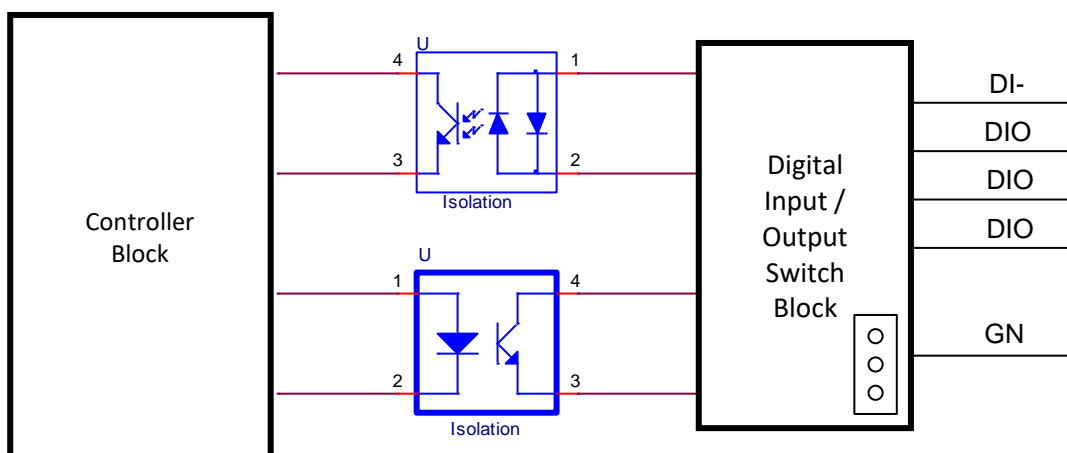 U
4
1
3
2
Isolation
Controller
Block
U
1
4
2
3
Isolation
Digital
Input /
Output
Switch
Block
DI-
DIO
DIO
DIO
GN